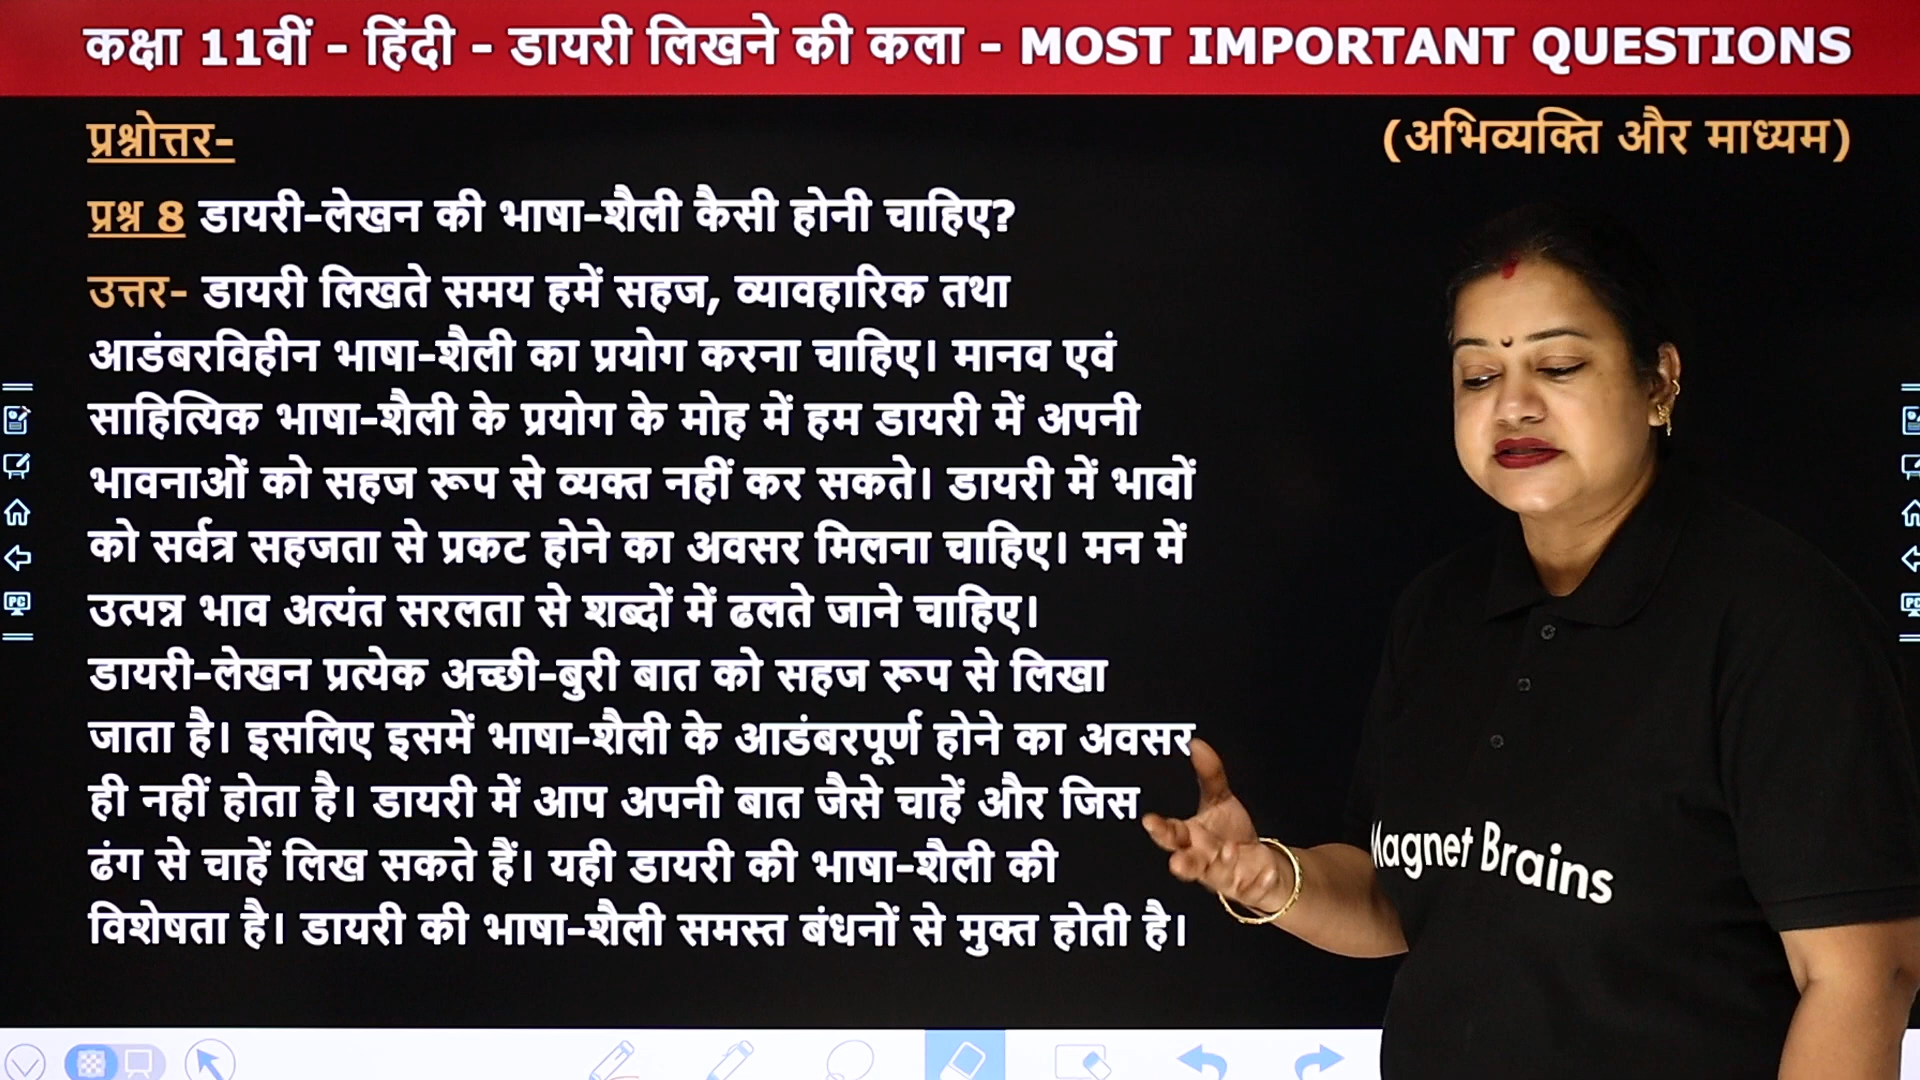 कक्षा 11वीं - हिंदी - डायरी लिखने की कला - MOST IMPORTANT QUESTIONS
प्रश्नोत्तर-
(अभिव्यक्ति और माध्यम)
प्रश्न 8 डायरी-लेखन की भाषा-शैली कैसी होनी चाहिए?
उत्तर- डायरी लिखते समय हमें सहज, व्यावहारिक तथा
आडंबरविहीन भाषा-शैली का प्रयोग करना चाहिए। मानव एवं
साहित्यिक भाषा-शैली के प्रयोग के मोह में हम डायरी में अपनी
भावनाओं को सहज रूप से व्यक्त नहीं कर सकते। डायरी में भावों
को सर्वत्र सहजता से प्रकट होने का अवसर मिलना चाहिए। मन में
उत्पन्न भाव अत्यंत सरलता से शब्दों में ढलते जाने चाहिए।
डायरी-लेखन प्रत्येक अच्छी-बुरी बात को सहज रूप से लिखा
जाता है। इसलिए इसमें भाषा-शैली के आडंबरपूर्ण होने का अवसर
ही नहीं होता है। डायरी में आप अपनी बात जैसे चाहें और जिस
ढंग से चाहें लिख सकते हैं। यही डायरी की भाषा-शैली की
विशेषता है। डायरी की भाषा-शैली समस्त बंधनों से मुक्त होती है।
Magnet Brains
PC
PC